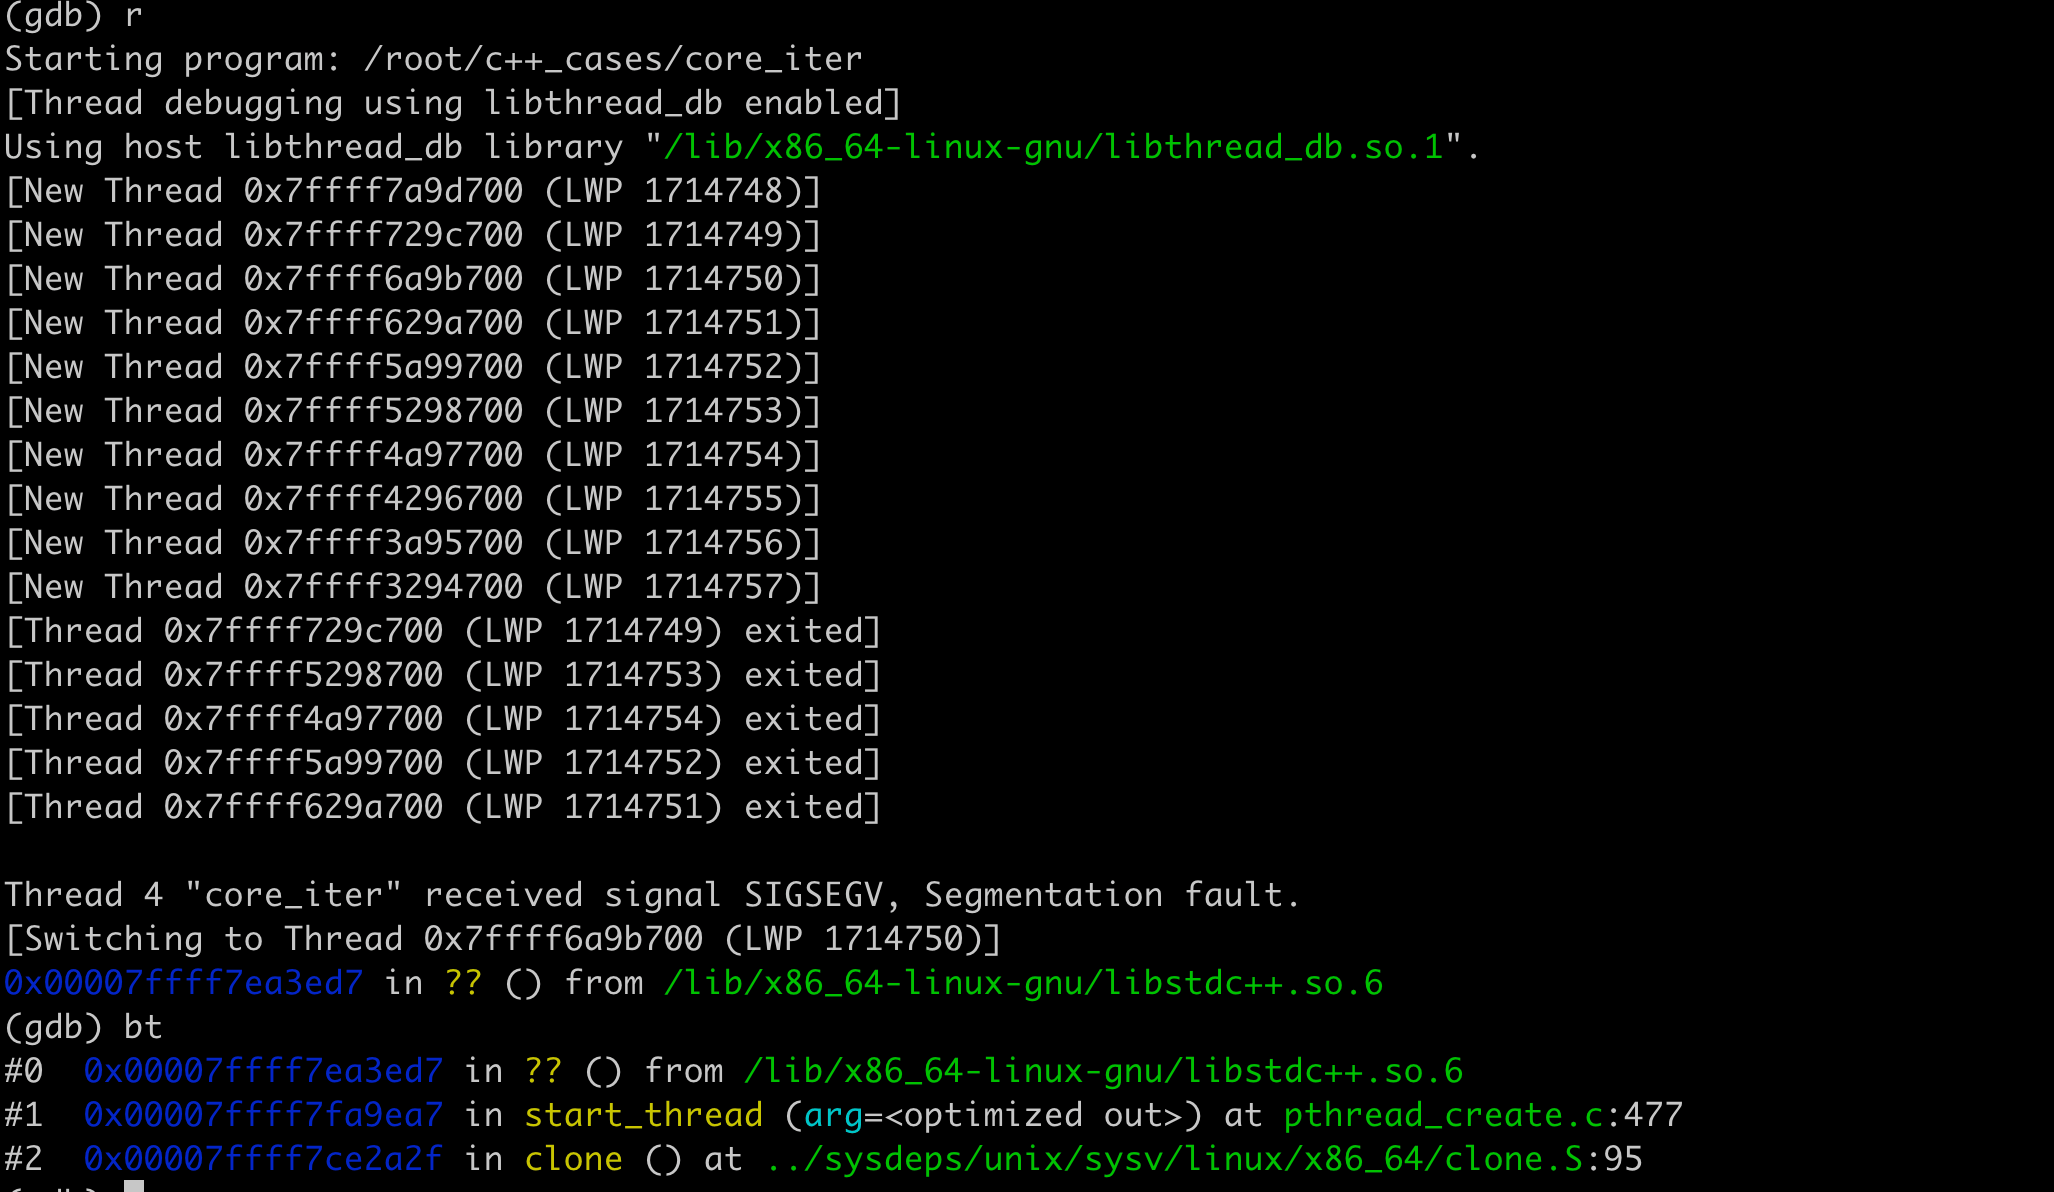 (gdb) r
Starting program: /root/c++_cases/core_iter
[Thread debugging using libthread_db enabled]
Using host libthread_db library "/lib/x86_64-linux-gnu/libthread_db.so.1".
[New Thread 0x7ffff7a9d700 (LWP 1714748)]
[New Thread 0x7ffff729c700 (LWP 1714749)]
[New Thread 0x7ffff6a9b700 (LWP 1714750)]
[New Thread 0x7ffff629a700 (LWP 1714751)]
[New Thread 0x7ffff5a99700 (LWP 1714752)]
[New Thread 0x7ffff5298700 (LWP 1714753)]
[New Thread 0x7ffff4a97700 (LWP 1714754)]
[New Thread 0x7ffff4296700 (LWP 1714755)]
[New Thread 0x7ffff3a95700 (LWP 1714756)]
[New Thread 0x7ffff3294700 (LWP 1714757)]
[Thread 0x7ffff729c700 (LWP 1714749) exited]
[Thread 0x7ffff5298700 (LWP 1714753) exited]
[Thread 0x7ffff4a97700 (LWP 1714754) exited]
[Thread 0x7ffff5a99700 (LWP 1714752) exited]
[Thread 0x7ffff629a700 (LWP 1714751) exited]
Thread 4 "core_iter" received signal SIGSEGV, Segmentation fault.
[Switching to Thread 0x7ffff6a9b700 (LWP 1714750)]
0x00007ffff7ea3ed7 in ?? () from /lib/x86_64-linux-gnu/libstdc++.so.6
(gdb) bt
#0  0x00007ffff7ea3ed7 in ?? () from /lib/x86_64-linux-gnu/libstdc++.so.6
#1  0x00007ffff7fa9ea7 in start_thread (arg=<optimized out>) at pthread_create.c:477
#2  0x00007ffff7ce2a2f in clone () at ../sysdeps/unix/sysv/linux/x86_64/clone.S:95